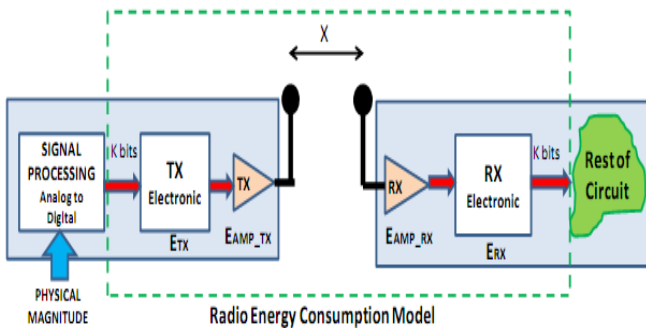 X
SIGNAL
PROCESSING
Analog to
Digital
K bits
TX
Electronic
ETX
TX
EAMP_TX
RX
EAMP_RX
RX
Electronic
ERX
K bits
Rest of
Circuit
PHYSICAL
MAGNITUDE
Radio Energy Consumption Model